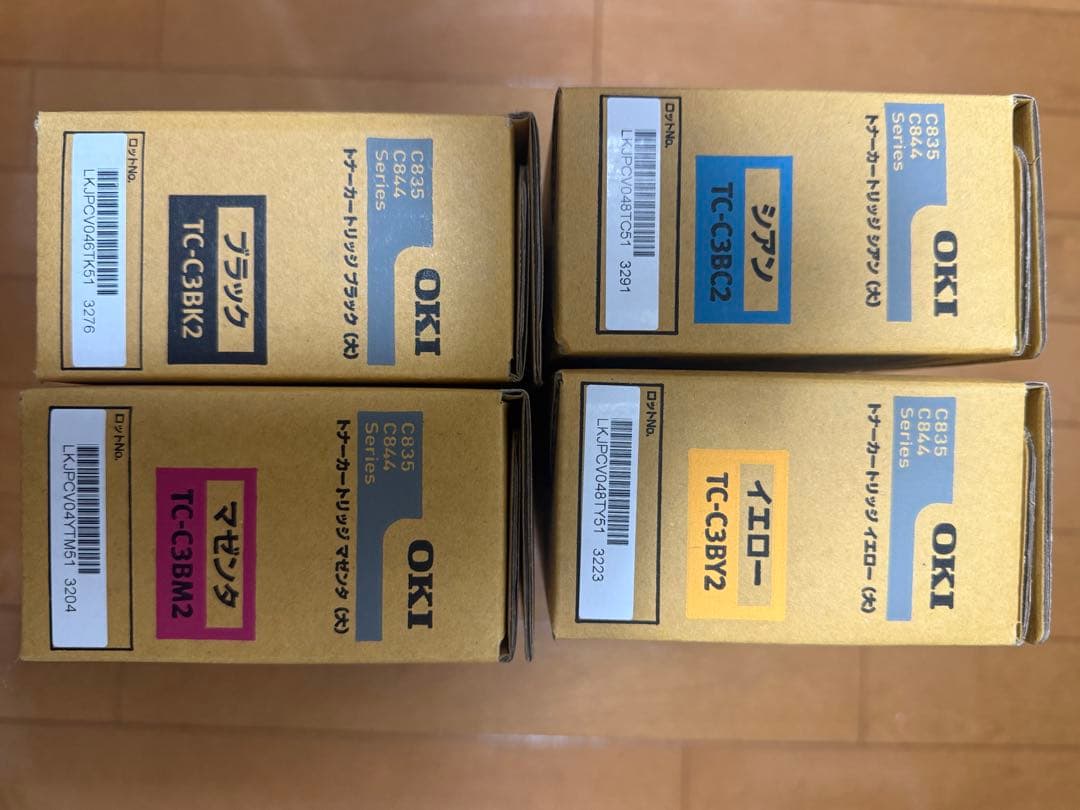 C835
C844
Series
OKI
トナーカートリッジ ブラック (大)
ブラック
TC-C3BK2
ロットNo.
LKJPCV046TK51 3276
C835
C844
Series
OKI
トナーカートリッジ シアン (大)
シアン
TC-C3BC2
ロットNo.
LKJPCV048TC51 3291
C835
C844
Series
OKI
トナーカートリッジ マゼンタ (大)
マゼンタ
TC-C3BM2
ロットNo.
LKJPCV04YTM51 3204
C835
C844
Series
OKI
トナーカートリッジ イエロー (大)
イエロー
TC-C3BY2
ロットNo.
LKJPCV048TY51 3223